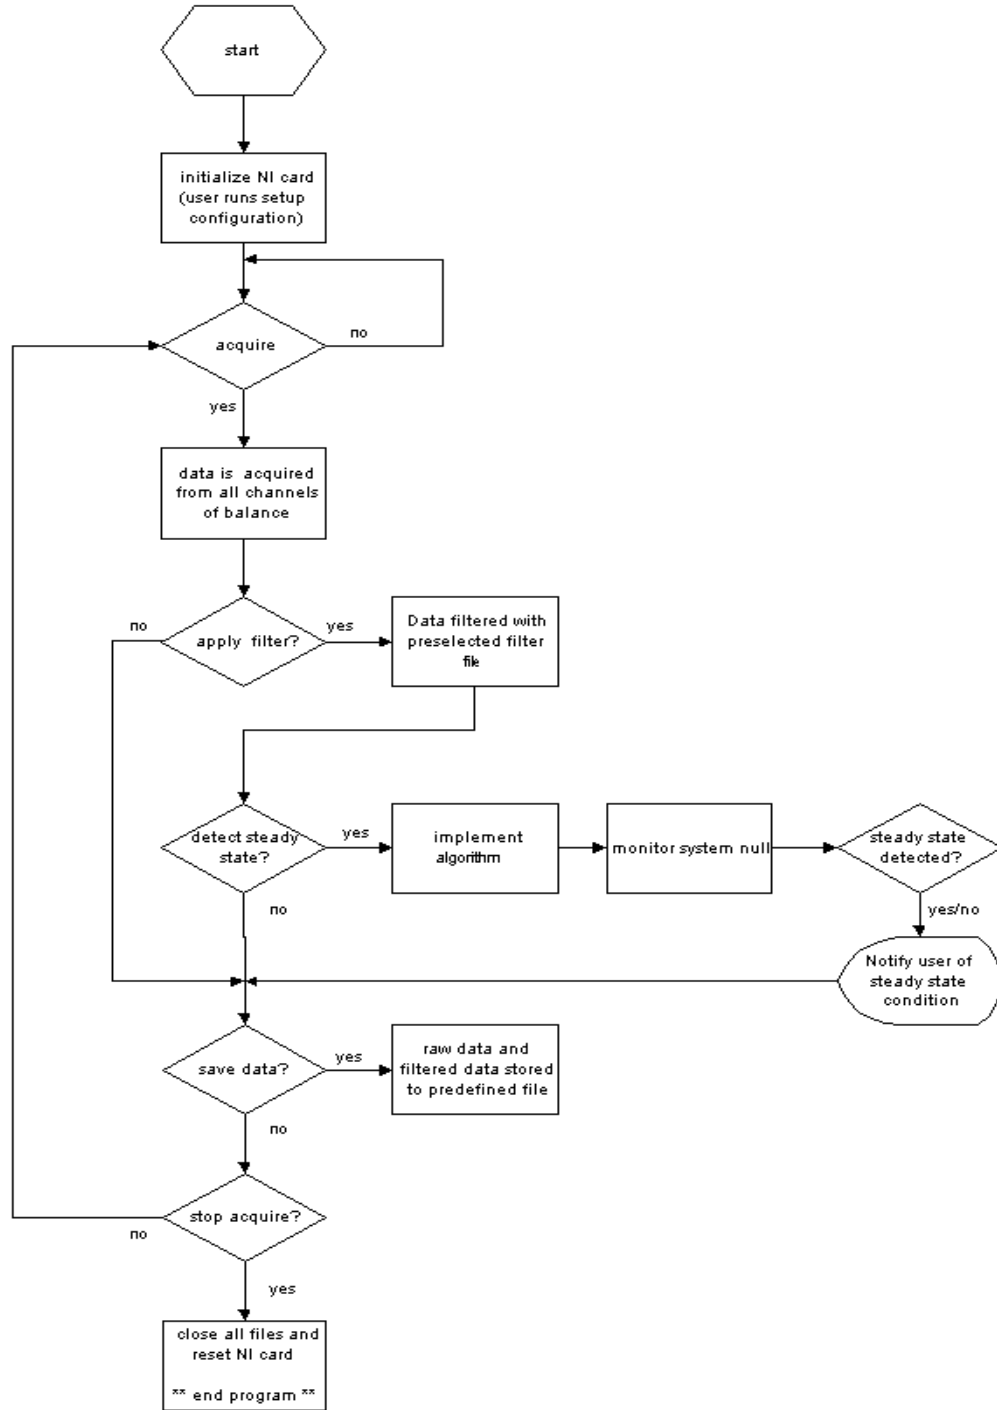 start
initialize NI card
(user runs setup
configuration)
acquire
no
yes
data is acquired
from all channels
of balance
no
apply filter?
yes
Data filtered with
preselected filter
file
detect steady
state?
yes
implement
algorithm
monitor system null
steady state
detected?
no
yes/no
Notify user of
steady state
condition
save data?
yes
raw data and
filtered data stored
to predefined file
no
stop acquire?
no
yes
close all files and
reset NI card
** end program **